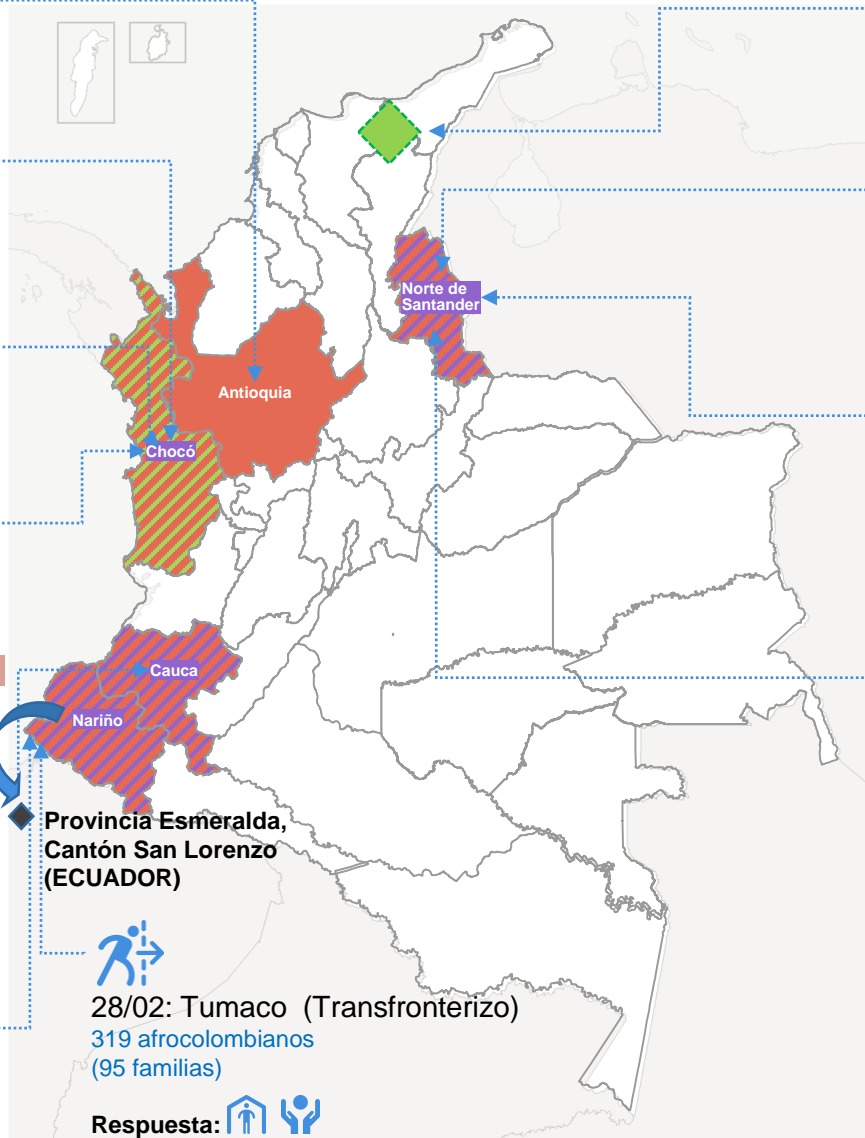 Norte de
Santander
Antioquia
Chocó
Cauca
Nariño
Provincia Esmeralda,
Cantón San Lorenzo
(ECUADOR)
28/02: Tumaco (Transfronterizo)
319 afrocolombianos
(95 familias)
Respuesta: